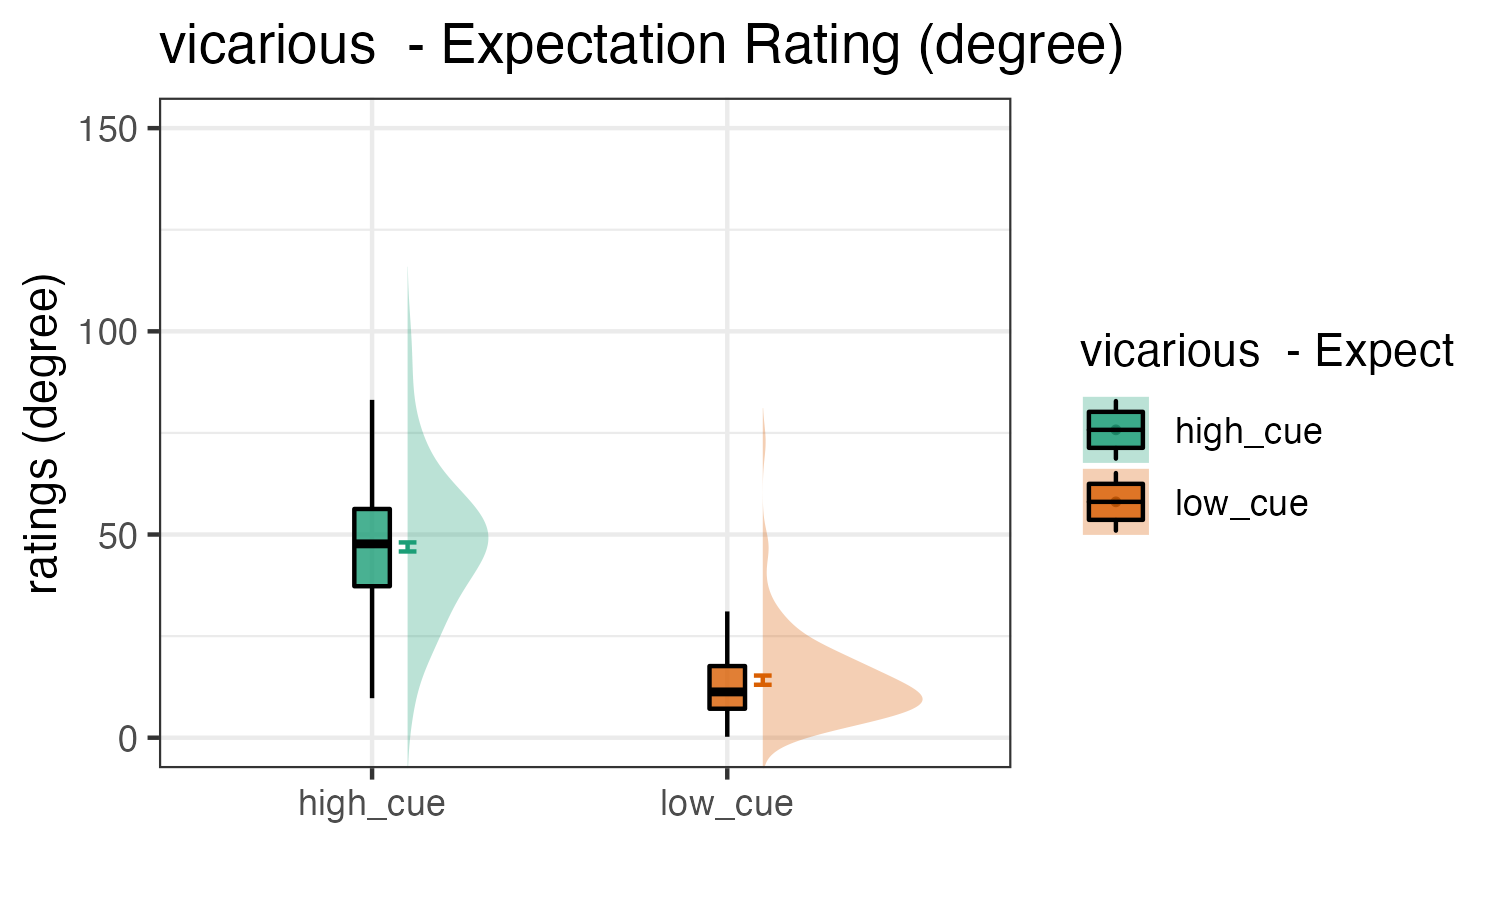 vicarious  - Expectation Rating (degree)
150
100
50
0
ratings (degree)
high_cue
low_cue
vicarious  - Expect
high_cue
low_cue